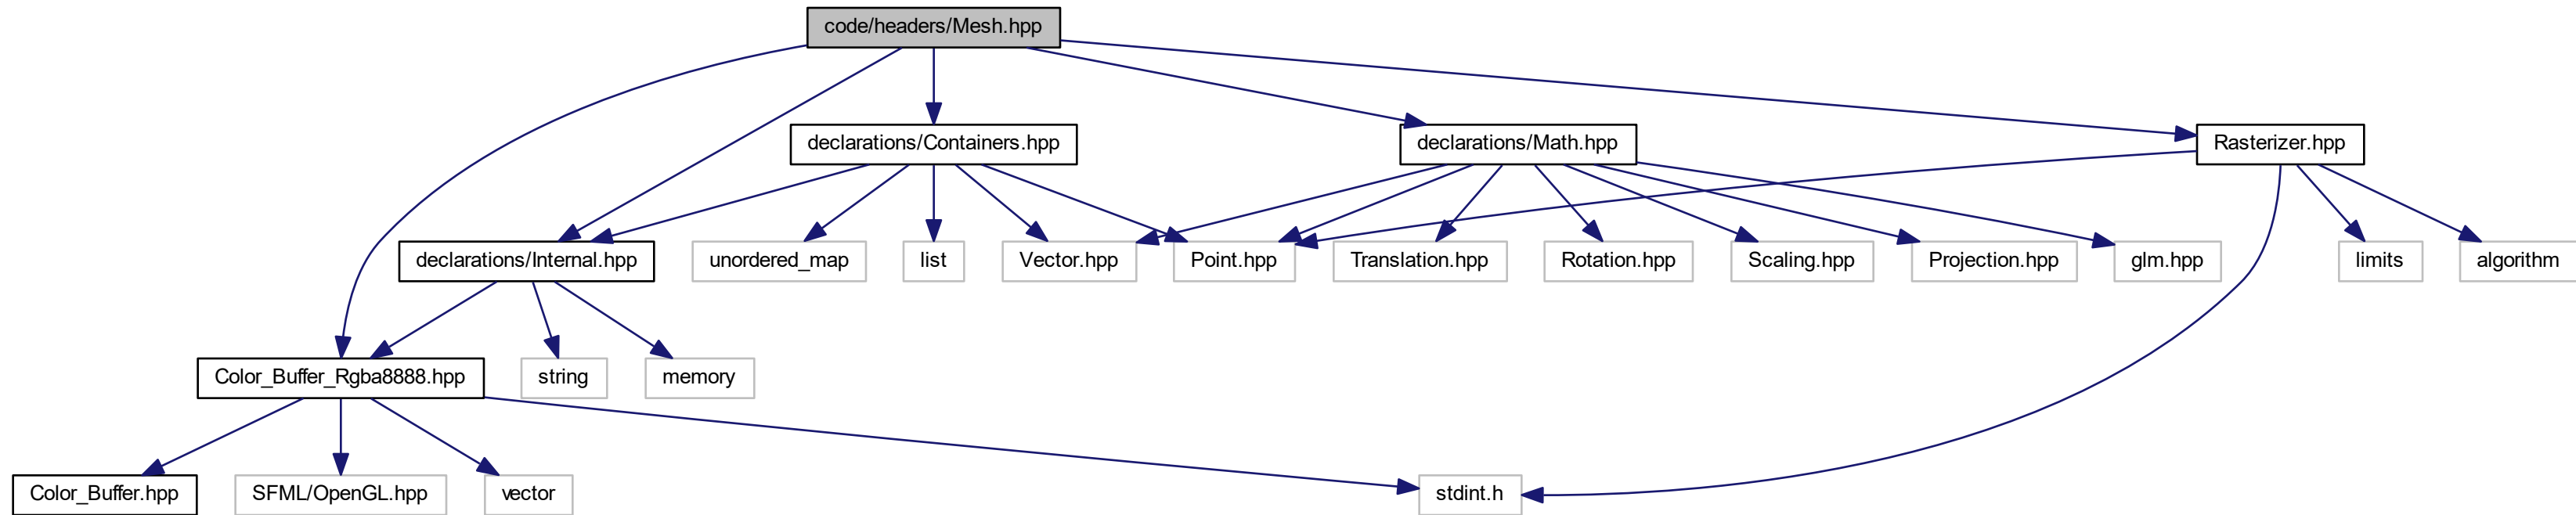 code/headers/Mesh.hpp
declarations/Containers.hpp
declarations/Math.hpp
Rasterizer.hpp
declarations/Internal.hpp
unordered_map
list
Vector.hpp
Point.hpp
Translation.hpp
Rotation.hpp
Scaling.hpp
Projection.hpp
glm.hpp
limits
algorithm
Color_Buffer_Rgba8888.hpp
string
memory
Color_Buffer.hpp
SFML/OpenGL.hpp
vector
stdint.h